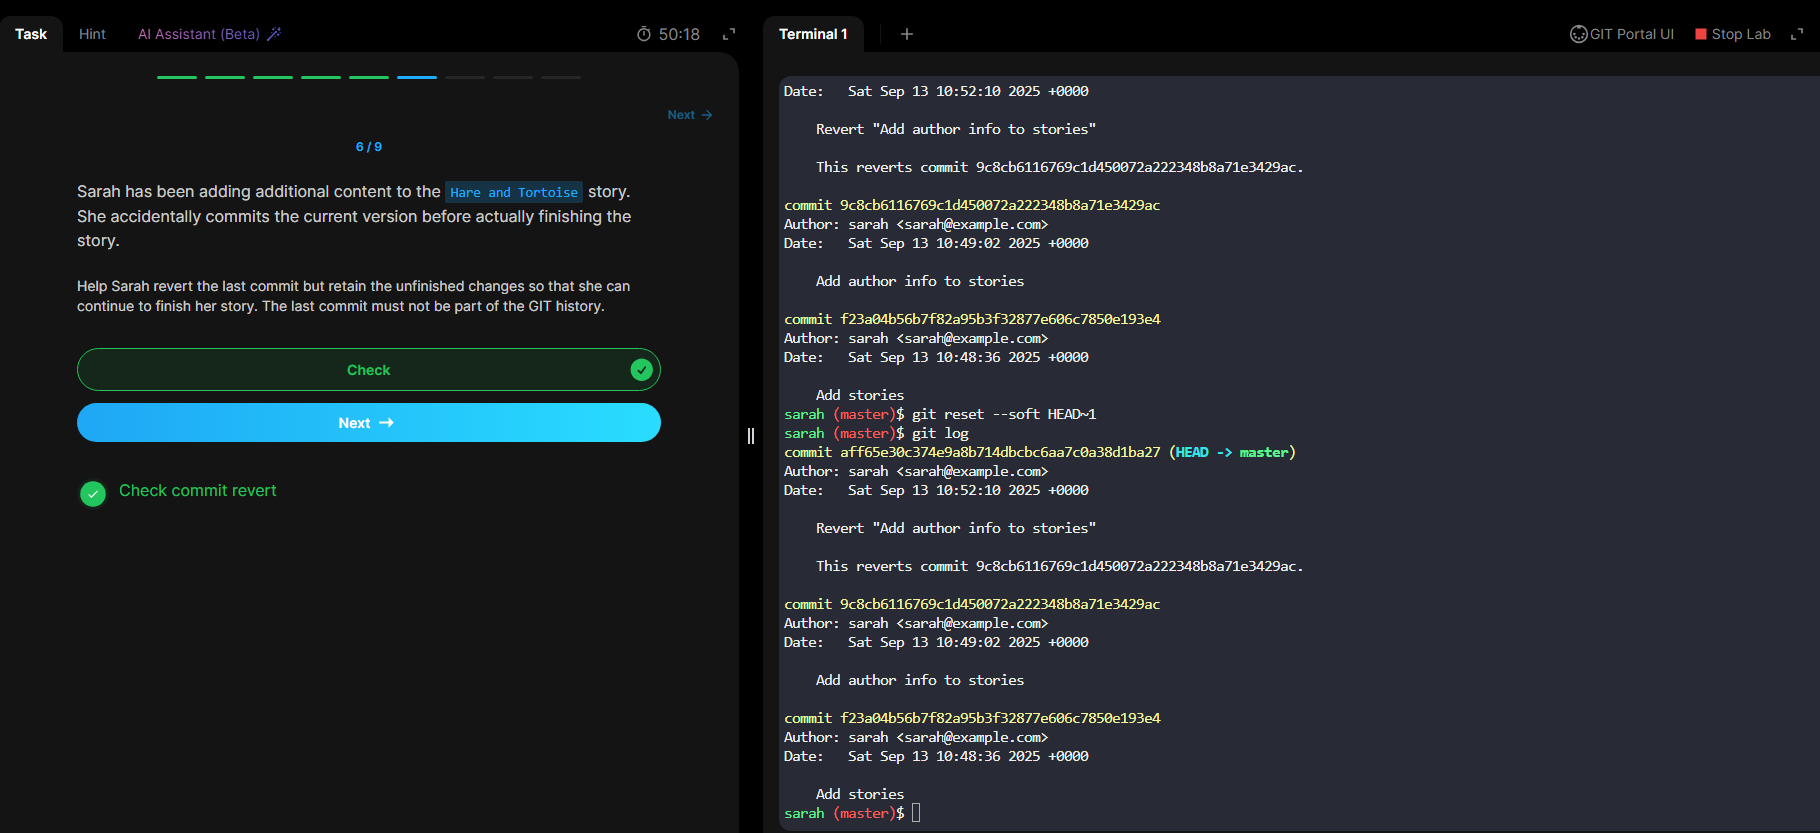 Task
Hint
AI Assistant (Beta)
50:18
Next →
6 / 9
Sarah has been adding additional content to the Hare and Tortoise story.
She accidentally commits the current version before actually finishing the
story.
Help Sarah revert the last commit but retain the unfinished changes so that she can
continue to finish her story. The last commit must not be part of the GIT history.
Check
Next →
Check commit revert
Terminal 1
+
GIT Portal UI
Stop Lab
Date:   Sat Sep 13 10:52:10 2025 +0000
    Revert "Add author info to stories"
    This reverts commit 9c8cb6116769c1d450072a222348b8a71e3429ac.
commit 9c8cb6116769c1d450072a222348b8a71e3429ac
Author: sarah <sarah@example.com>
Date:   Sat Sep 13 10:49:02 2025 +0000
    Add author info to stories
commit f23a04b56b7f82a95b3f32877e606c7850e193e4
Author: sarah <sarah@example.com>
Date:   Sat Sep 13 10:48:36 2025 +0000
    Add stories
sarah (master)$ git reset --soft HEAD~1
sarah (master)$ git log
commit aff65e30c374e9a8b714dbcbc6aa7c0a38d1ba27 (HEAD -> master)
Author: sarah <sarah@example.com>
Date:   Sat Sep 13 10:52:10 2025 +0000
    Revert "Add author info to stories"
    This reverts commit 9c8cb6116769c1d450072a222348b8a71e3429ac.
commit 9c8cb6116769c1d450072a222348b8a71e3429ac
Author: sarah <sarah@example.com>
Date:   Sat Sep 13 10:49:02 2025 +0000
    Add author info to stories
commit f23a04b56b7f82a95b3f32877e606c7850e193e4
Author: sarah <sarah@example.com>
Date:   Sat Sep 13 10:48:36 2025 +0000
    Add stories
sarah (master)$